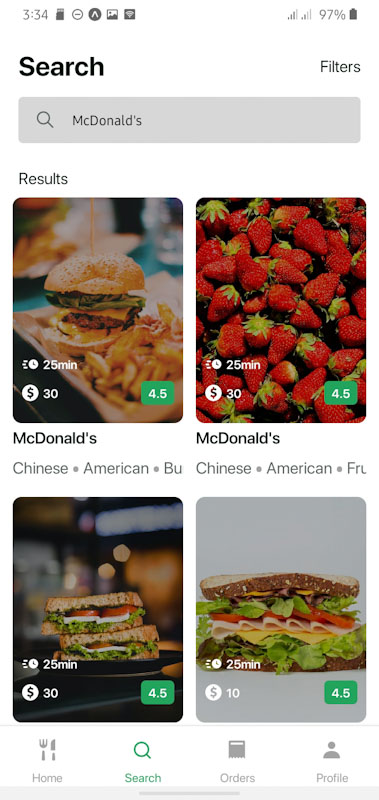 3:34
97%
Search
Filters
McDonald's
Results
25min
25min
$ 30
4.5
$ 30
4.5
McDonald's
McDonald's
Chinese • American • Bu
Chinese • American • Fru
25min
25min
$ 30
4.5
$ 10
4.5
Home
Search
Orders
Profile